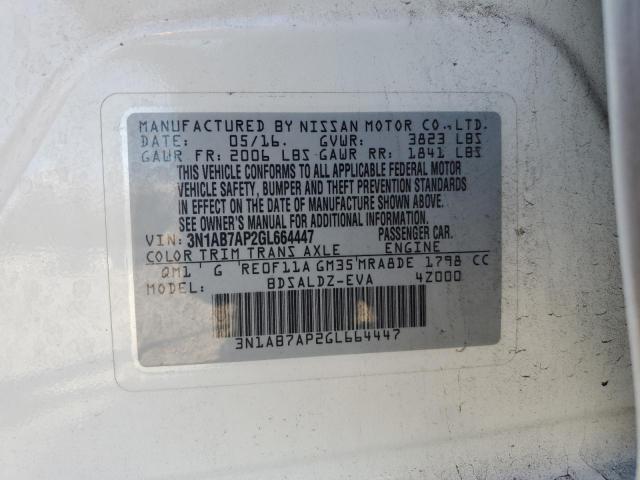 MANUFACTURED BY NISSAN MOTOR CO., LTD.
DATE: 05/16. GVWR: 3823 LBS
GAWR FR: 2006 LBS GAWR RR: 1841 LBS
THIS VEHICLE CONFORMS TO ALL APPLICABLE FEDERAL MOTOR
VEHICLE SAFETY, BUMPER AND THEFT PREVENTION STANDARDS
IN EFFECT ON THE DATE OF MANUFACTURE SHOWN ABOVE.
SEE OWNER'S MANUAL FOR ADDITIONAL INFORMATION.
VIN: 3N1AB7AP2GL664447 PASSENGER CAR.
COLOR TRIM TRANS AXLE ENGINE
QM1 G RE0F11A GM35 MRA8DE 1798 CC
MODEL: BDSALDZ-EVA 4Z000
3N1AB7AP2GL664447